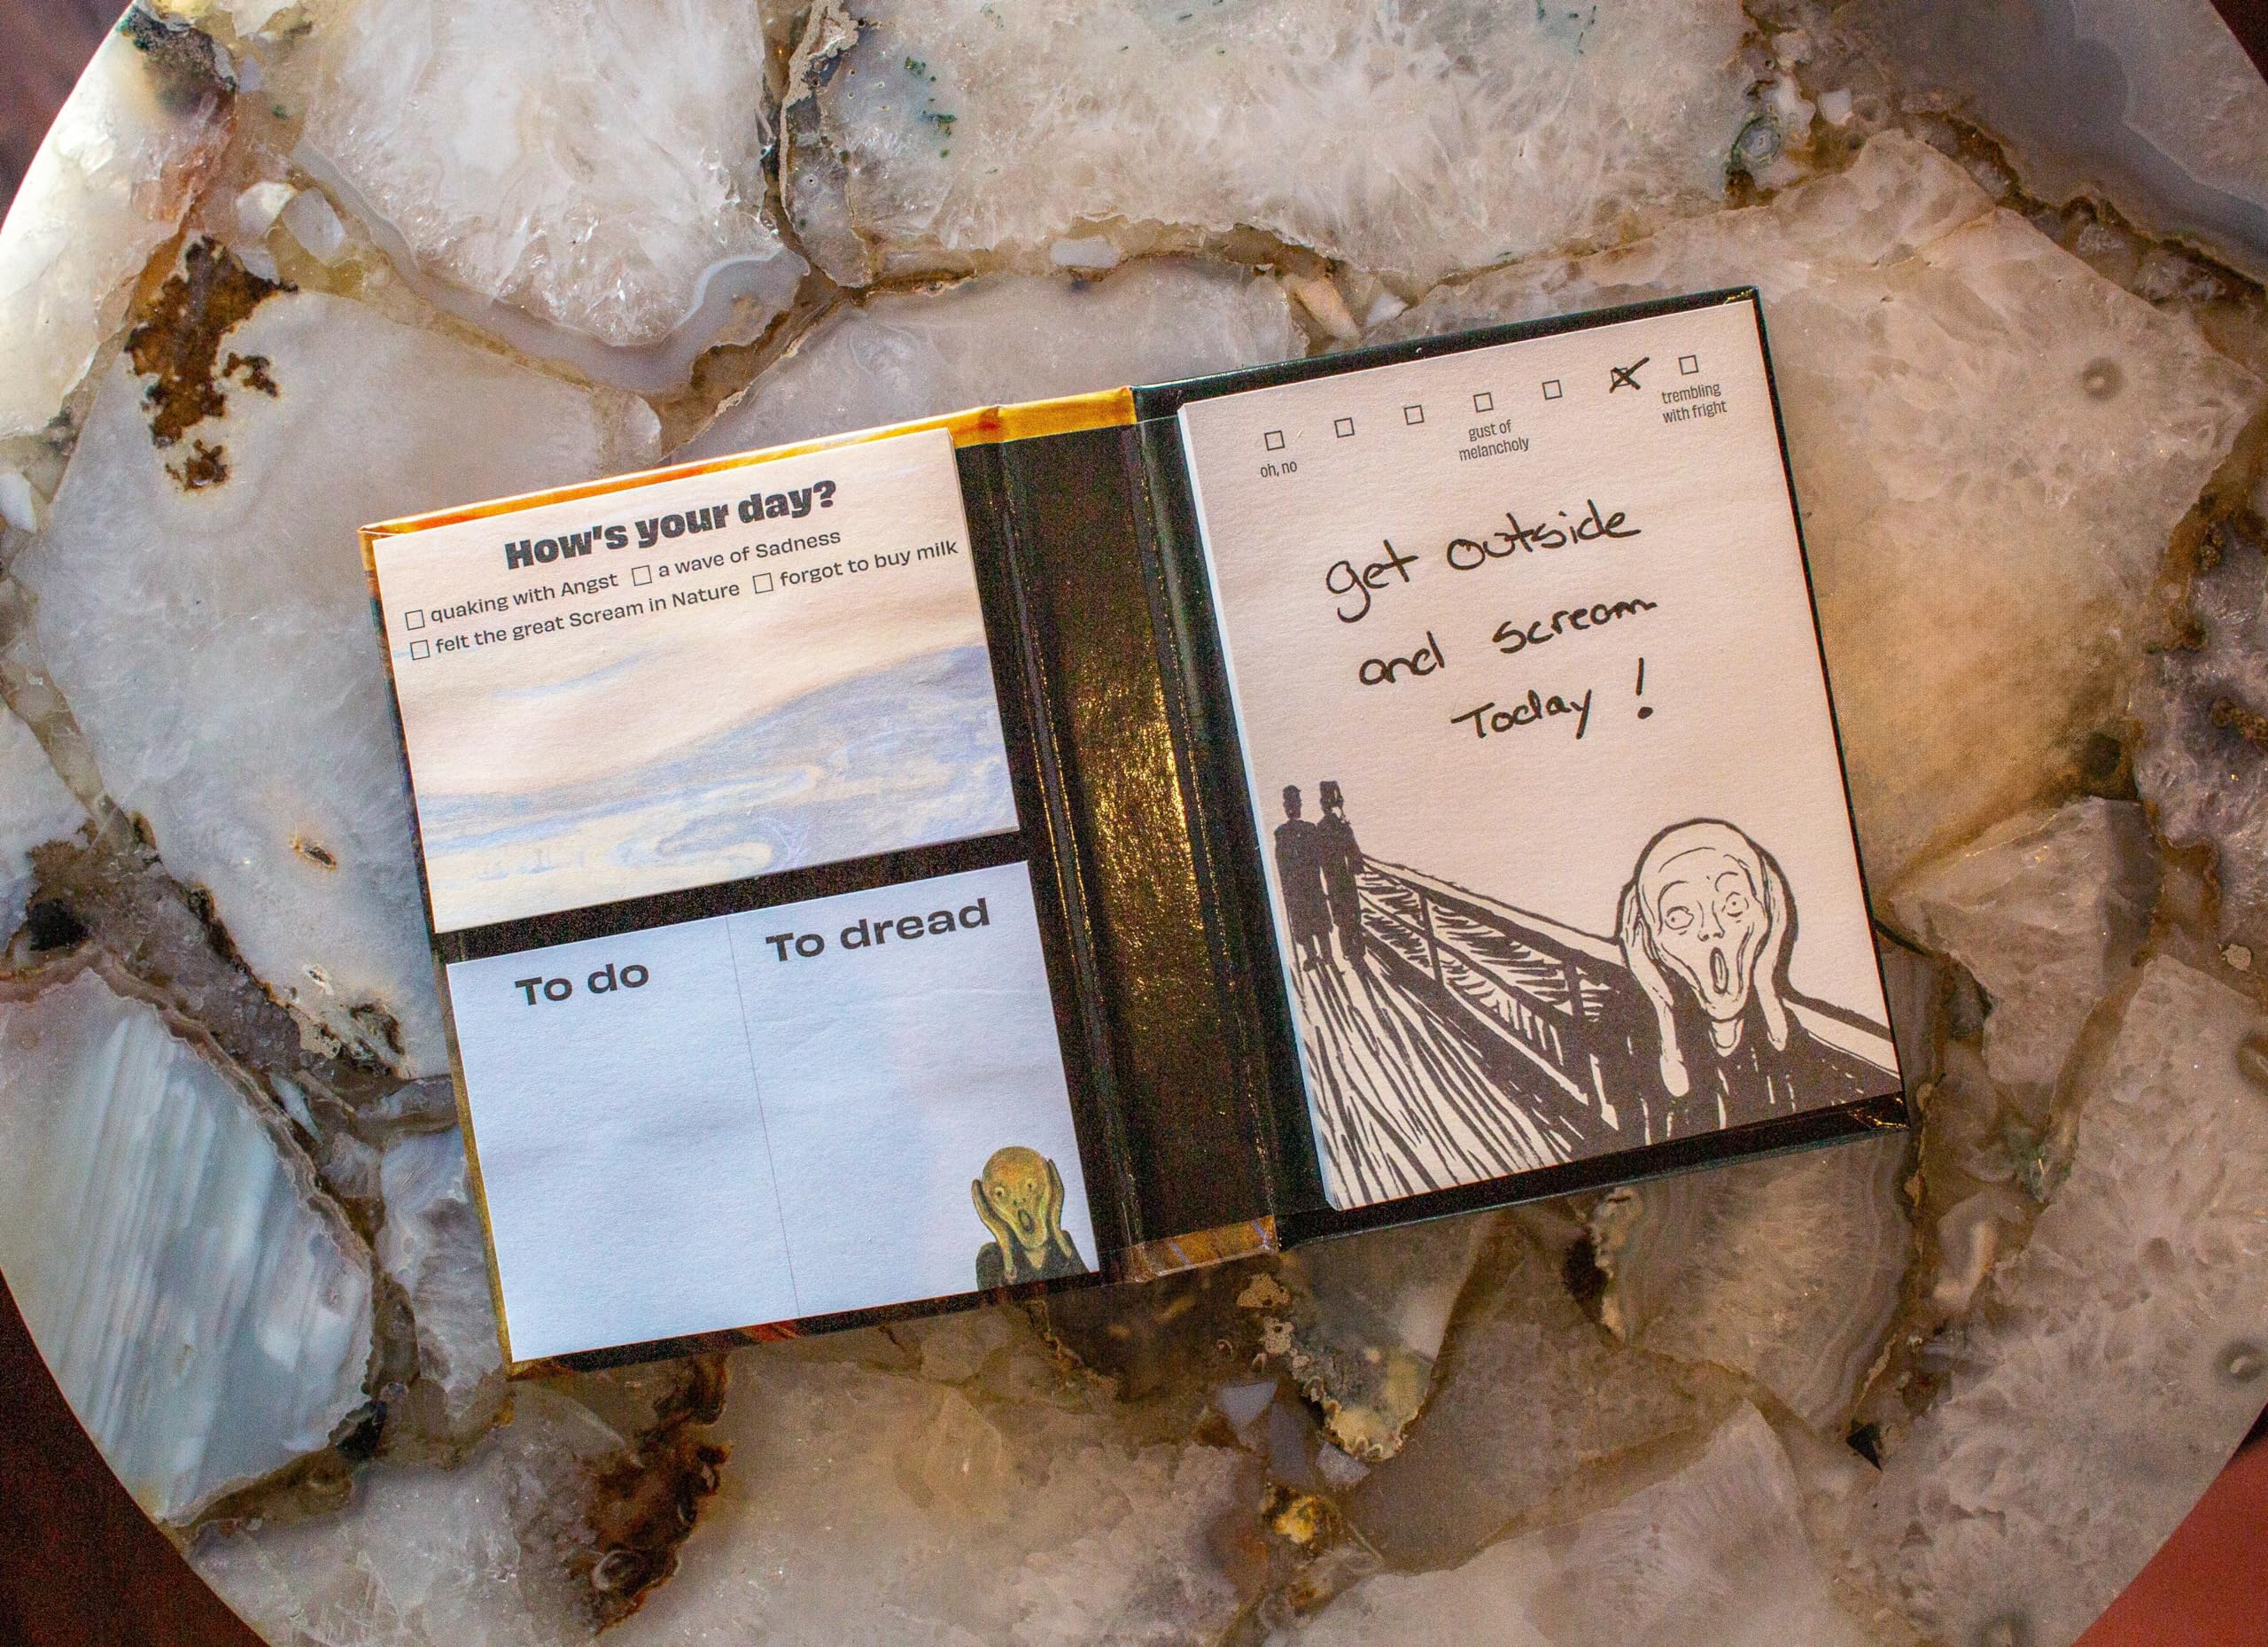 How's your day?
☐ quaking with Angst ☐ a wave of Sadness
☐ felt the great Scream in Nature ☐ forgot to buy milk
To do
To dread
oh, no
gust of
melancholy
trembling
with fright
get outside
and scream
Today !